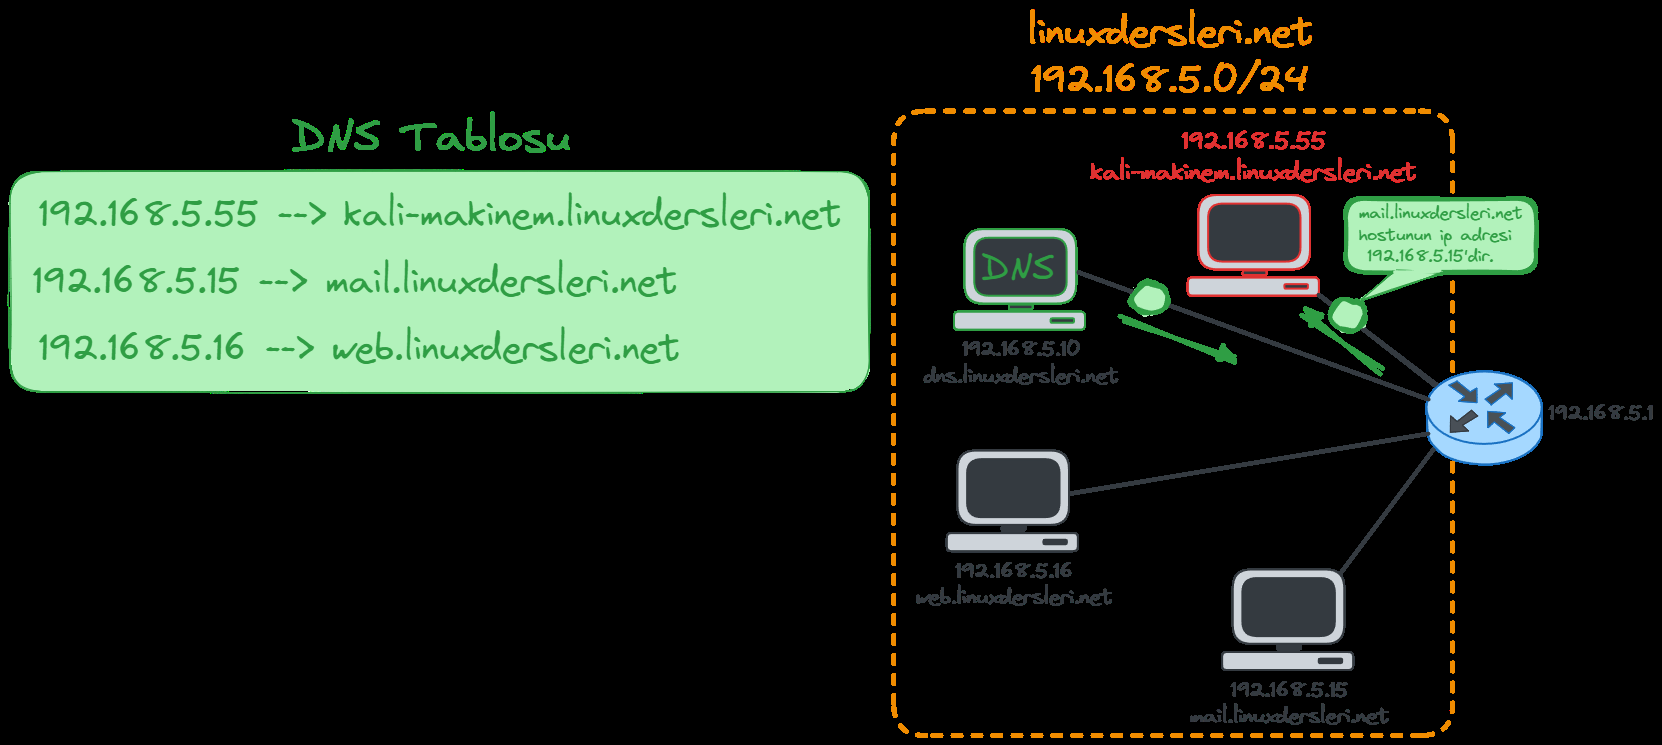 linuxdersleri.net
192.168.5.0/24
DNS Tablosu
192.168.5.55 --> kali-makinem.linuxdersleri.net
192.168.5.15 --> mail.linuxdersleri.net
192.168.5.16 --> web.linuxdersleri.net
192.168.5.55
kali-makinem.linuxdersleri.net
mail.linuxdersleri.net
hostunun ip adresi
192.168.5.15'dir.
DNS
192.168.5.10
dns.linuxdersleri.net
192.168.5.1
192.168.5.16
web.linuxdersleri.net
192.168.5.15
mail.linuxdersleri.net